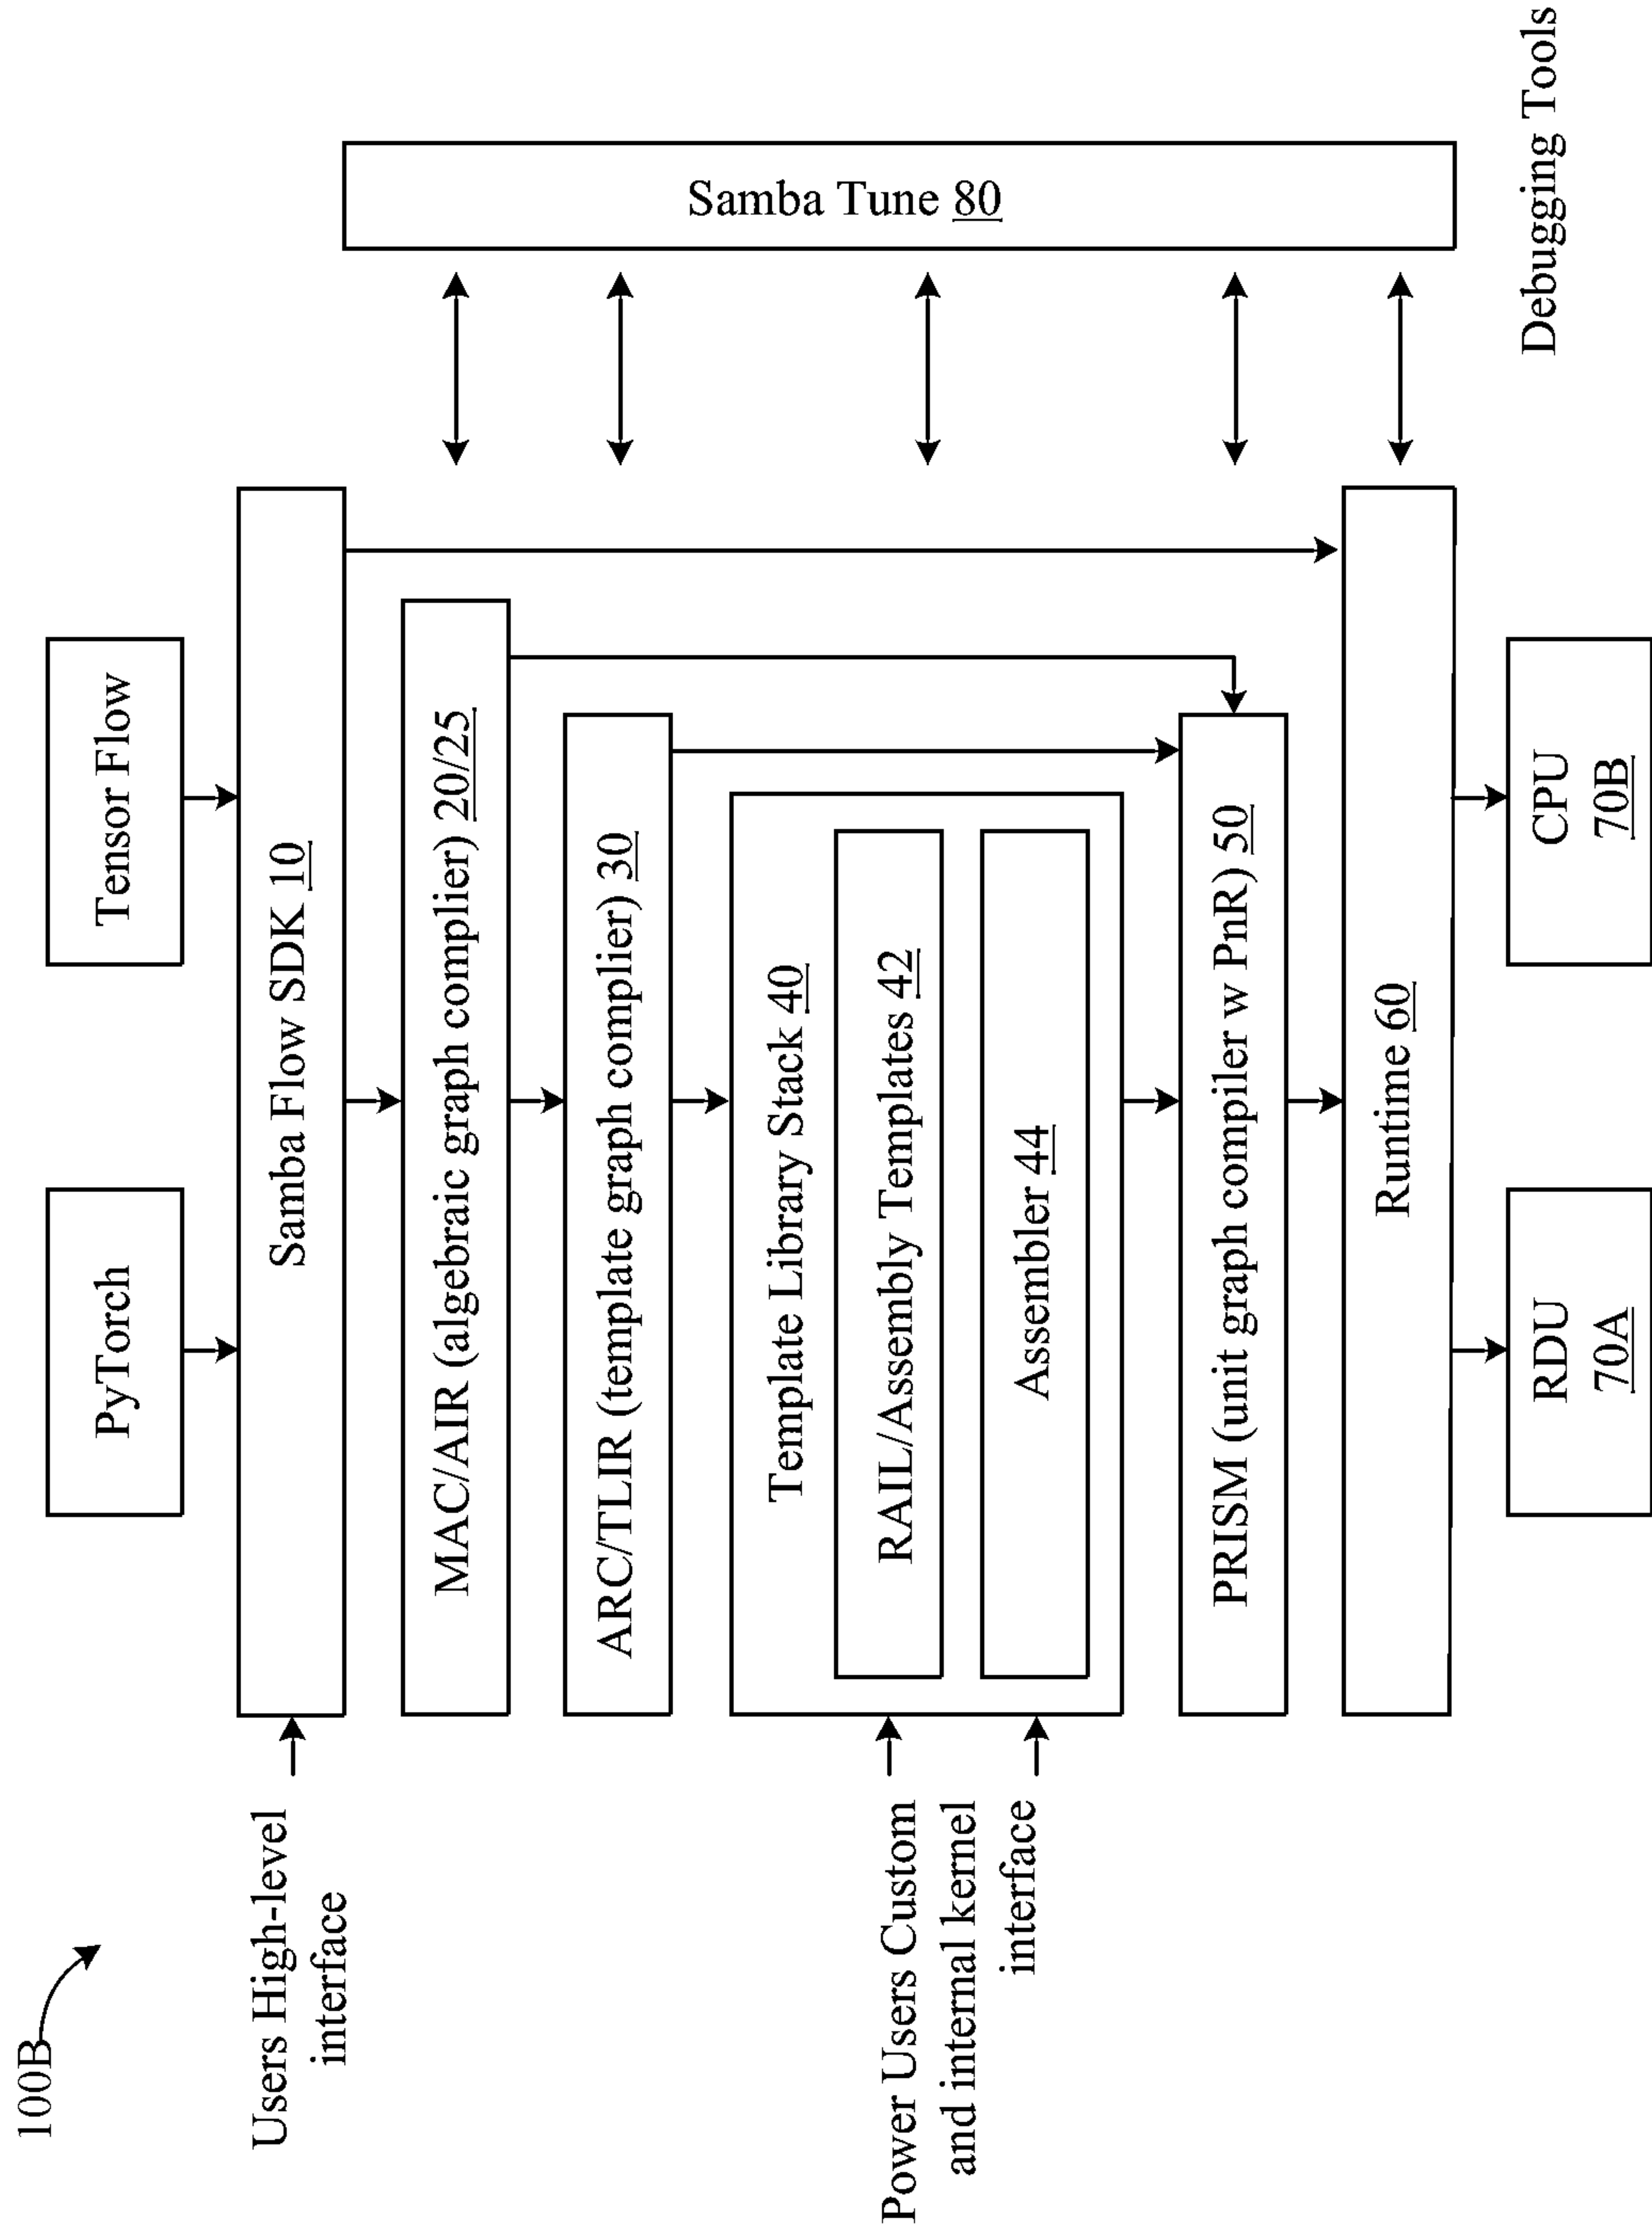 100B
PyTorch
Tensor Flow
Users High-level
interface
Samba Flow SDK 10
MAC/AIR (algebraic graph complier) 20/25
ARC/TLIR (template graph complier) 30
Template Library Stack 40
Power Users Custom
and internal kernel
interface
RAIL/Assembly Templates 42
Assembler 44
PRISM (unit graph compiler w PnR) 50
Runtime 60
RDU
70A
CPU
70B
Samba Tune 80
Debugging Tools